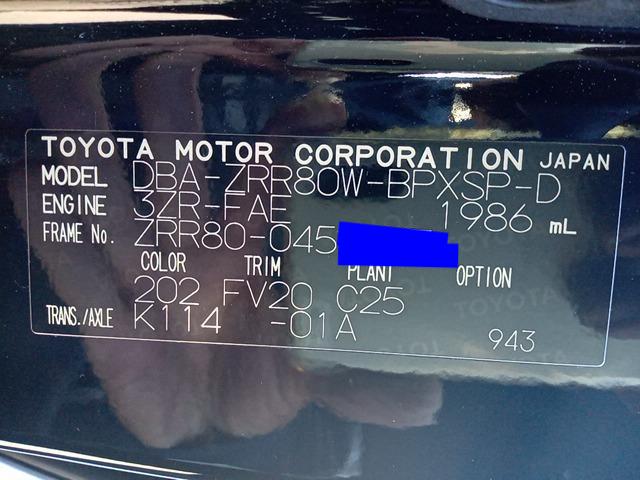 TOYOTA MOTOR CORPORATION JAPAN
MODEL DBA-ZRR80W-BPXSP-D
ENGINE 3ZR-FAE 1986 mL
FRAME No. ZRR80-045
COLOR TRIM PLANT OPTION
202 FV20 C25
TRANS./AXLE K114 -01A
943